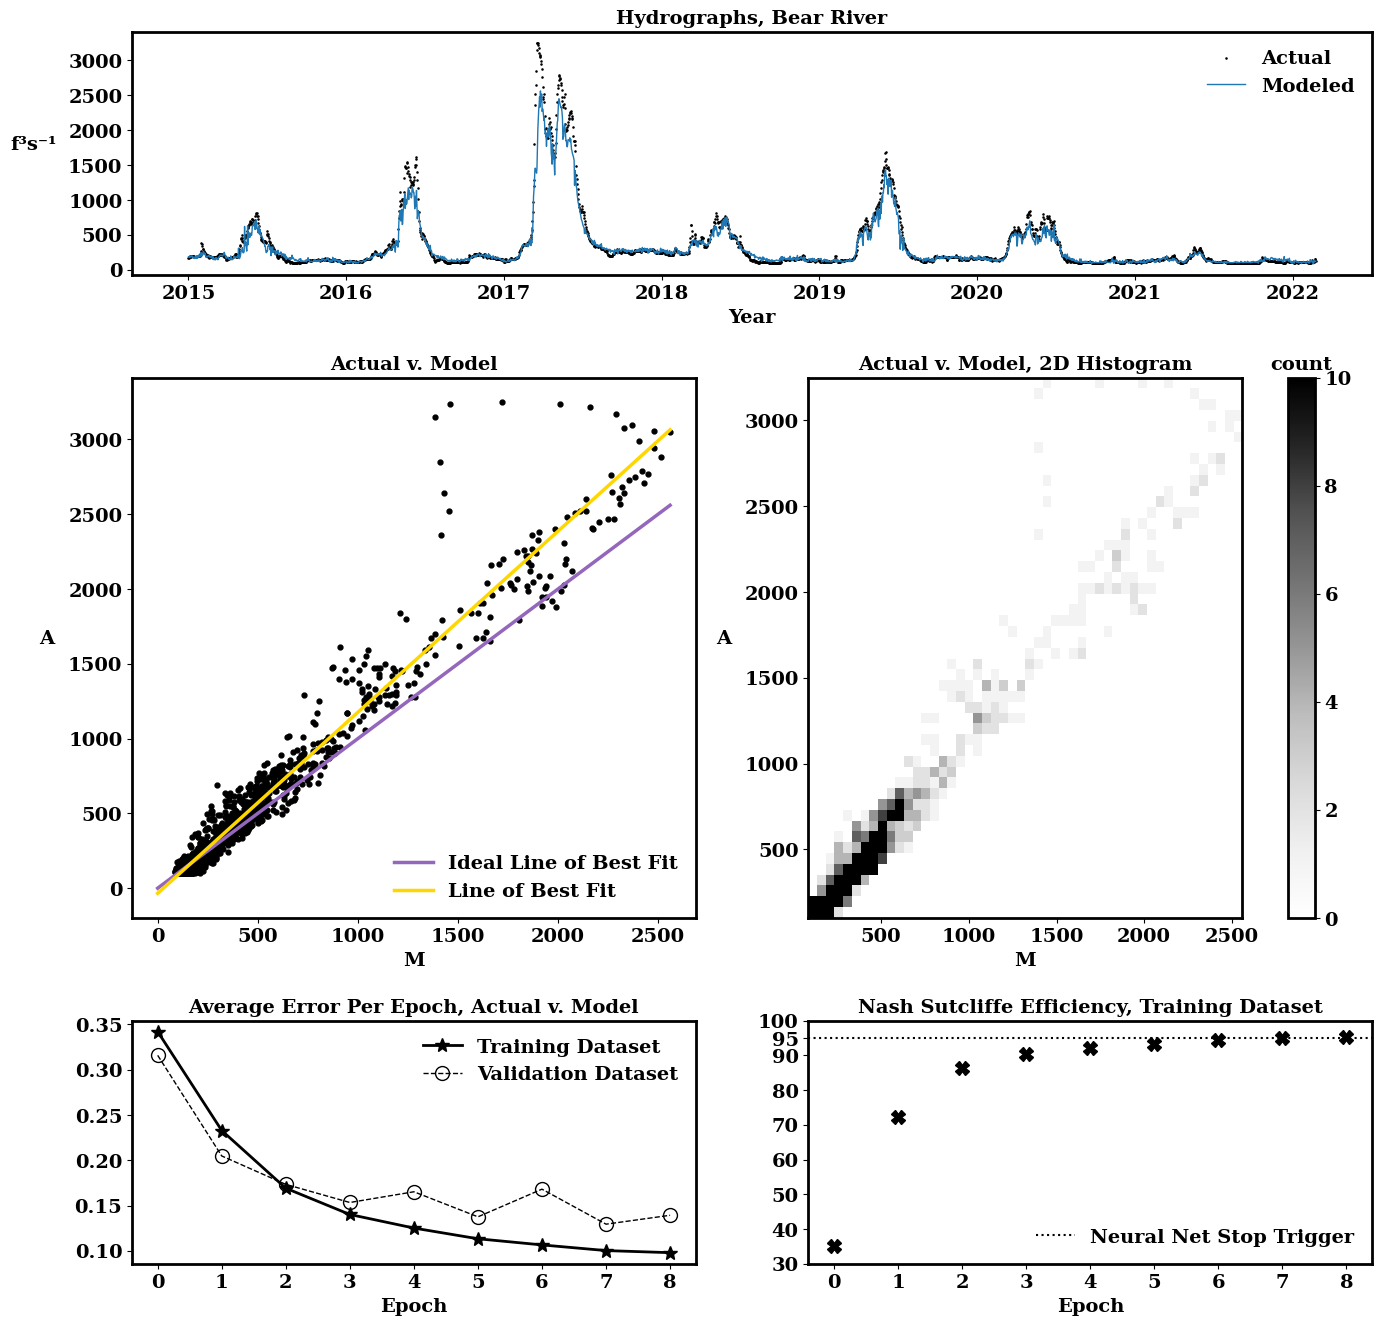 Hydrographs, Bear River
3000
2500
2000
1500
1000
500
0
f³s⁻¹
Actual
Modeled
2015 2016 2017 2018 2019 2020 2021 2022
Year
Actual v. Model
3000
2500
2000
1500
1000
500
0
A
Ideal Line of Best Fit
Line of Best Fit
0 500 1000 1500 2000 2500
M
Actual v. Model, 2D Histogram
3000
2500
2000
1500
1000
500
A
500 1000 1500 2000 2500
M
count
10
8
6
4
2
0
Average Error Per Epoch, Actual v. Model
0.35
0.30
0.25
0.20
0.15
0.10
Training Dataset
Validation Dataset
0 1 2 3 4 5 6 7 8
Epoch
Nash Sutcliffe Efficiency, Training Dataset
100
95
90
80
70
60
50
40
30
Neural Net Stop Trigger
0 1 2 3 4 5 6 7 8
Epoch